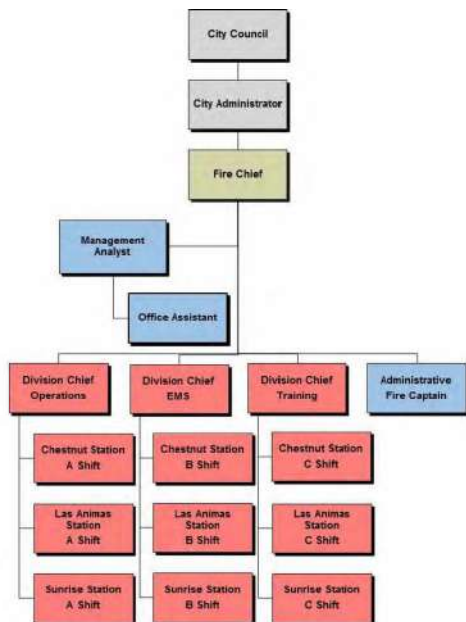 City Council
City Administrator
Fire Chief
Management
Analyst
Office Assistant
Division Chief
Operations
Division Chief
EMS
Division Chief
Training
Administrative
Fire Captain
Chestnut Station
A Shift
Chestnut Station
B Shift
Chestnut Station
C Shift
Las Animas
Station
A Shift
Las Animas
Station
B Shift
Las Animas
Station
C Shift
Sunrise Station
A Shift
Sunrise Station
B Shift
Sunrise Station
C Shift